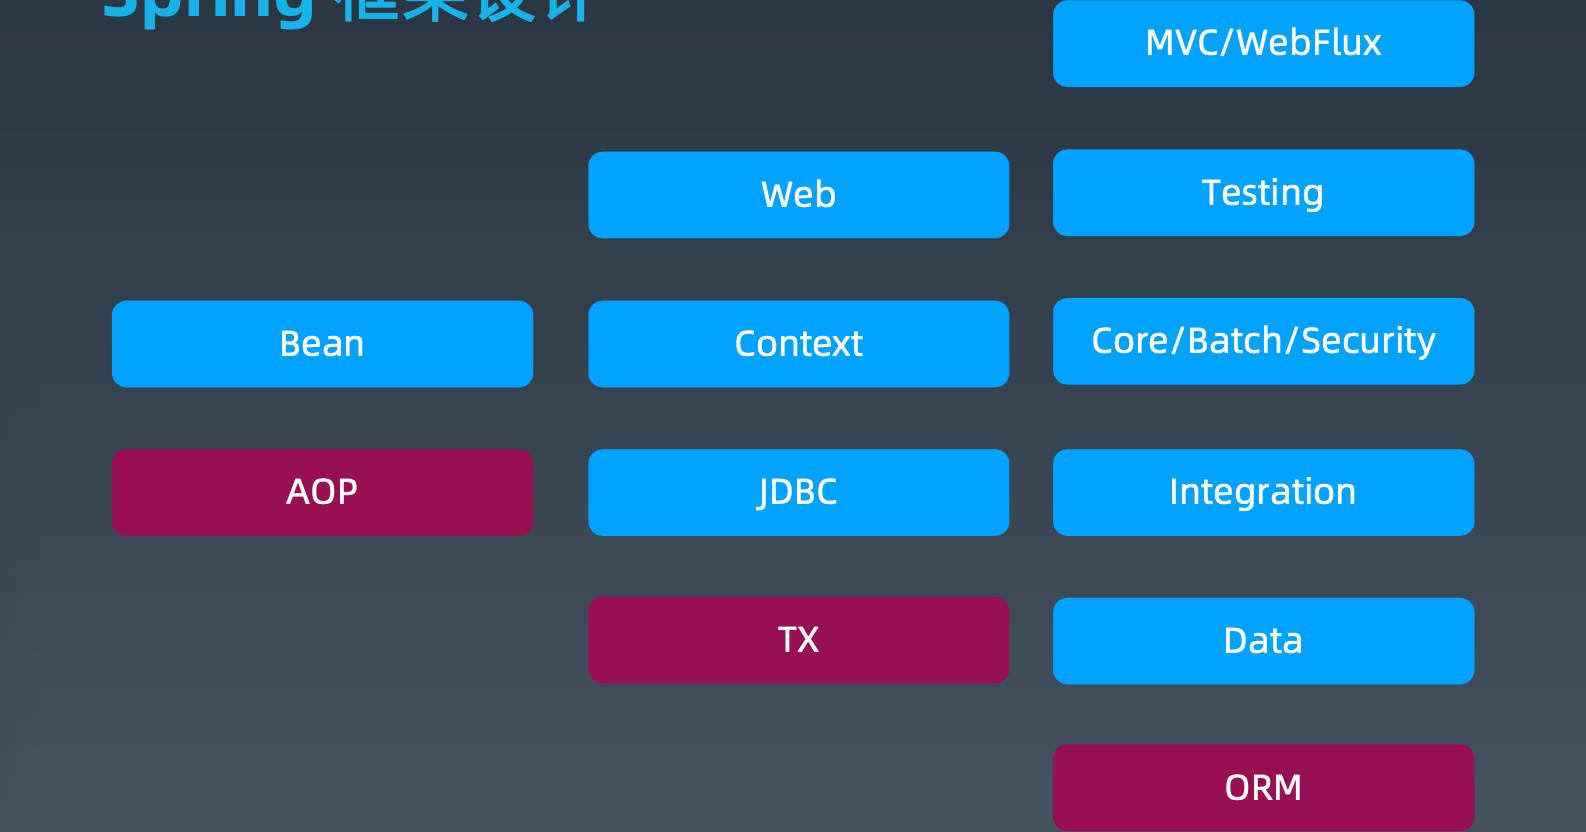 Spring 框架设计
MVC/WebFlux
Web
Testing
Bean
Context
Core/Batch/Security
AOP
JDBC
Integration
TX
Data
ORM